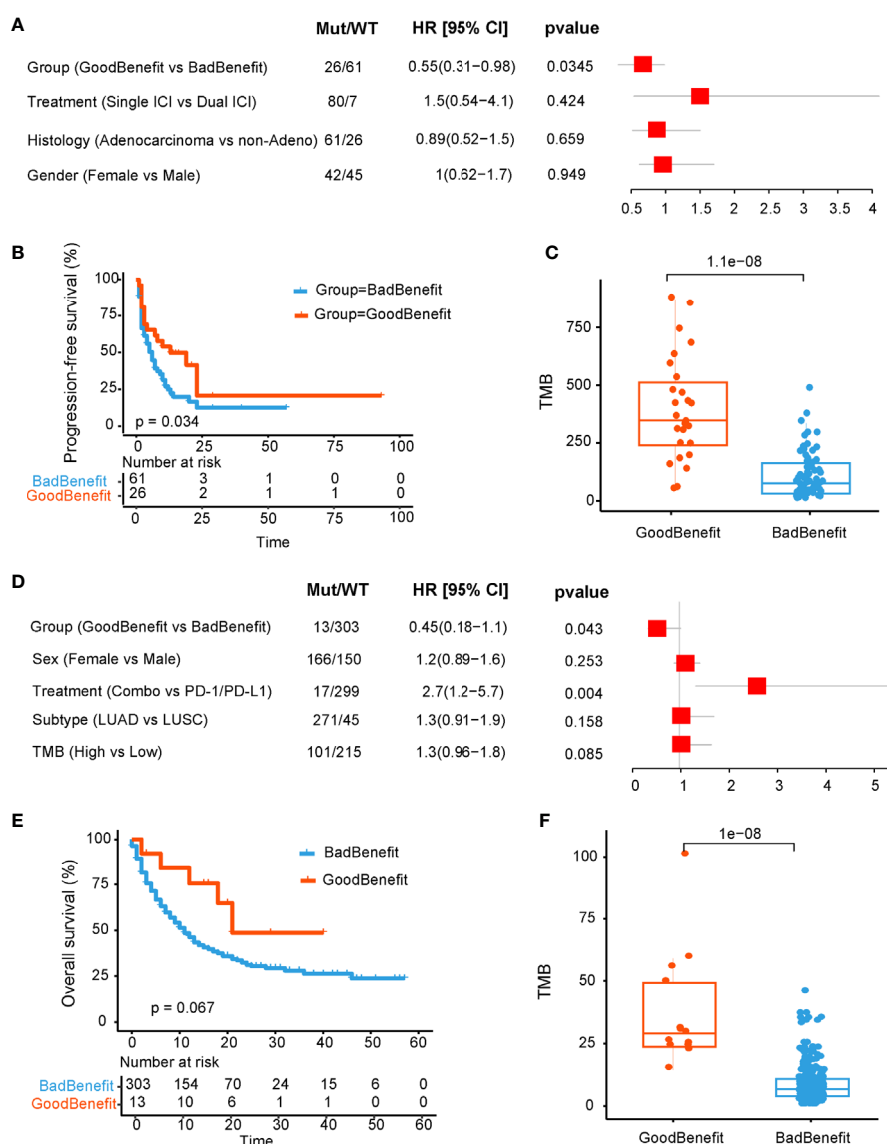 A
Mut/WT HR [95% CI] pvalue
Group (GoodBenefit vs BadBenefit) 26/61 0.55(0.31−0.98) 0.0345
Treatment (Single ICI vs Dual ICI) 80/7 1.5(0.54−4.1) 0.424
Histology (Adenocarcinoma vs non-Adeno) 61/26 0.89(0.52−1.5) 0.659
Gender (Female vs Male) 42/45 1(0.62−1.7) 0.949
0.5 1 1.5 2 2.5 3 3.5 4
B
Progression-free survival (%)
100
75
50
25
0
Group=BadBenefit
Group=GoodBenefit
p = 0.034
0 25 50 75 100
Number at risk
BadBenefit 61 3 1 0 0
GoodBenefit 26 2 1 1 0
0 25 50 75 100
Time
C
1.1e−08
TMB
750
500
250
0
GoodBenefit BadBenefit
D
Mut/WT HR [95% CI] pvalue
Group (GoodBenefit vs BadBenefit) 13/303 0.45(0.18−1.1) 0.043
Sex (Female vs Male) 166/150 1.2(0.89−1.6) 0.253
Treatment (Combo vs PD-1/PD-L1) 17/299 2.7(1.2−5.7) 0.004
Subtype (LUAD vs LUSC) 271/45 1.3(0.91−1.9) 0.158
TMB (High vs Low) 101/215 1.3(0.96−1.8) 0.085
0 1 2 3 4 5
E
Overall survival (%)
100
75
50
25
0
BadBenefit
GoodBenefit
p = 0.067
0 10 20 30 40 50 60
Number at risk
BadBenefit 303 154 70 24 15 6 0
GoodBenefit 13 10 6 1 1 0 0
0 10 20 30 40 50 60
Time
F
1e−08
TMB
100
75
50
25
0
GoodBenefit BadBenefit